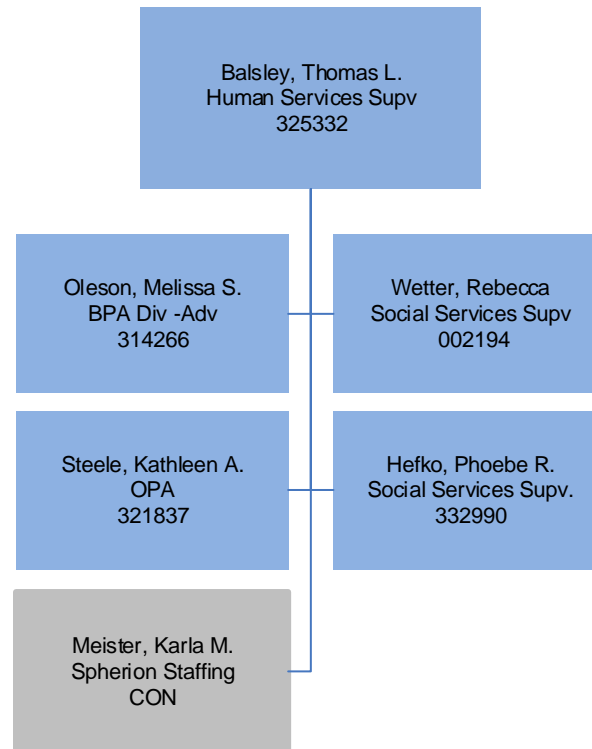 Balsley, Thomas L.
Human Services Supv
325332
Oleson, Melissa S.
BPA Div -Adv
314266
Wetter, Rebecca
Social Services Supv
002194
Steele, Kathleen A.
OPA
321837
Hefko, Phoebe R.
Social Services Supv.
332990
Meister, Karla M.
Spherion Staffing
CON